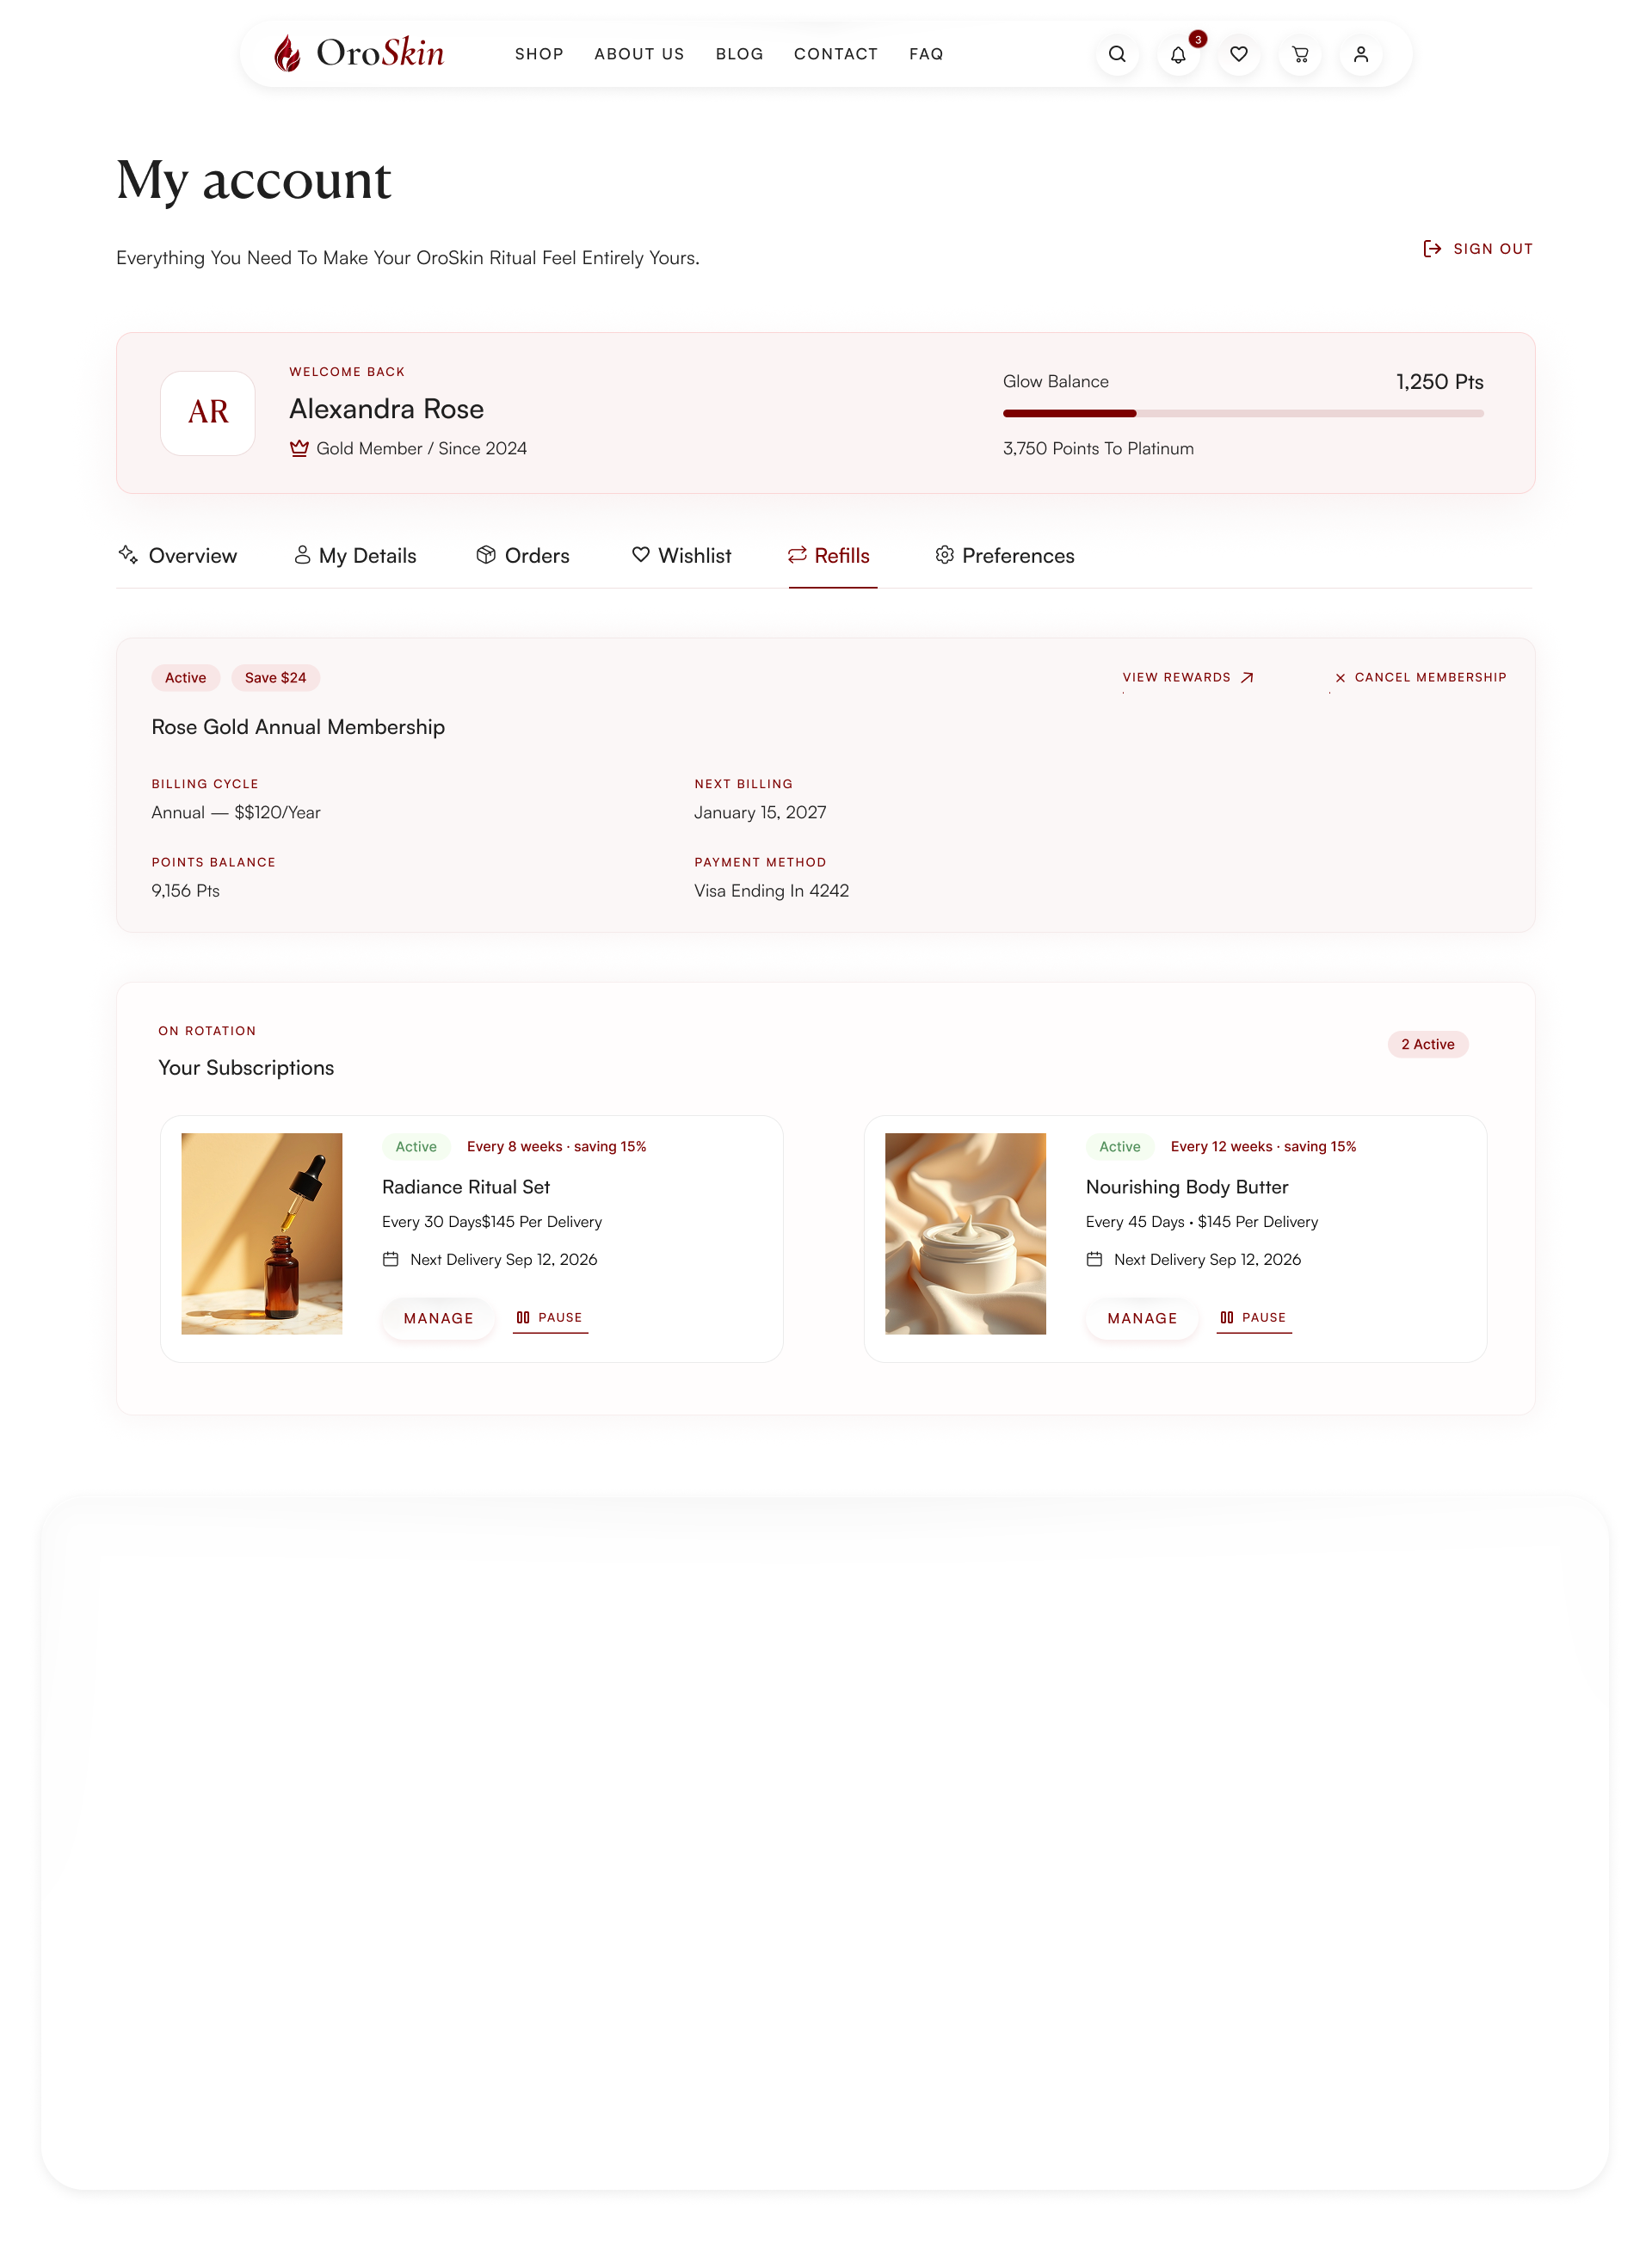 OroSkin SHOP ABOUT US BLOG CONTACT FAQ 3
My account
Everything You Need To Make Your OroSkin Ritual Feel Entirely Yours.
SIGN OUT
AR
WELCOME BACK
Alexandra Rose
Gold Member / Since 2024
Glow Balance 1,250 Pts
3,750 Points To Platinum
Overview My Details Orders Wishlist Refills Preferences
Active Save $24
VIEW REWARDS CANCEL MEMBERSHIP
Rose Gold Annual Membership
BILLING CYCLE
Annual — $$120/Year
NEXT BILLING
January 15, 2027
POINTS BALANCE
9,156 Pts
PAYMENT METHOD
Visa Ending In 4242
ON ROTATION
Your Subscriptions
2 Active
Active Every 8 weeks · saving 15%
Radiance Ritual Set
Every 30 Days$145 Per Delivery
Next Delivery Sep 12, 2026
MANAGE PAUSE
Active Every 12 weeks · saving 15%
Nourishing Body Butter
Every 45 Days • $145 Per Delivery
Next Delivery Sep 12, 2026
MANAGE PAUSE